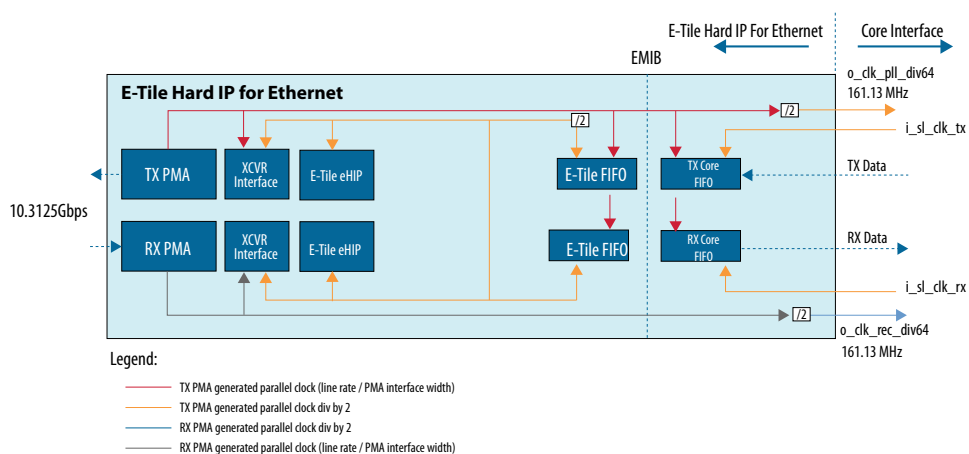 E-Tile Hard IP For Ethernet
Core Interface
EMIB
o_clk_pll_div64
161.13 MHz
E-Tile Hard IP for Ethernet
/2
/2
i_sl_clk_tx
TX PMA
XCVR
Interface
E-Tile eHIP
E-Tile FIFO
TX Core
FIFO
TX Data
10.3125Gbps
RX PMA
XCVR
Interface
E-Tile eHIP
E-Tile FIFO
RX Core
FIFO
RX Data
i_sl_clk_rx
/2
o_clk_rec_div64
161.13 MHz
Legend:
TX PMA generated parallel clock (line rate / PMA interface width)
TX PMA generated parallel clock div by 2
RX PMA generated parallel clock div by 2
RX PMA generated parallel clock (line rate / PMA interface width)